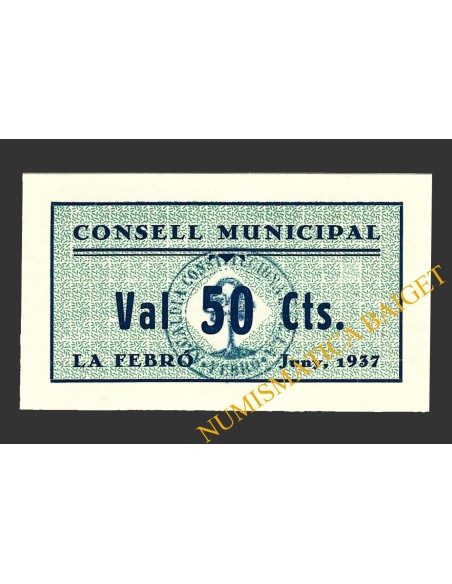 CONSELL MUNICIPAL
Val 50 Cts.
LA FEBRÓ Juny, 1937
NUMISMATICA BAIGET